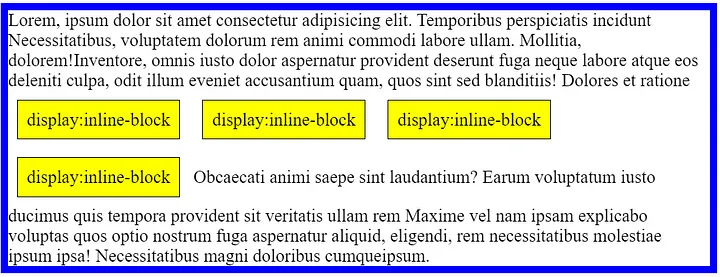 Lorem, ipsum dolor sit amet consectetur adipisicing elit. Temporibus perspiciatis incidunt
Necessitatibus, voluptatem dolorum rem animi commodi labore ullam. Mollitia,
dolorem!Inventore, omnis iusto dolor aspernatur provident deserunt fuga neque labore atque eos
deleniti culpa, odit illum eveniet accusantium quam, quos sint sed blanditiis! Dolores et ratione
display:inline-block display:inline-block display:inline-block
display:inline-block Obcaecati animi saepe sint laudantium? Earum voluptatum iusto
ducimus quis tempora provident sit veritatis ullam rem Maxime vel nam ipsam explicabo
voluptas quos optio nostrum fuga aspernatur aliquid, eligendi, rem necessitatibus molestiae
ipsum ipsa! Necessitatibus magni doloribus cumqueipsum.